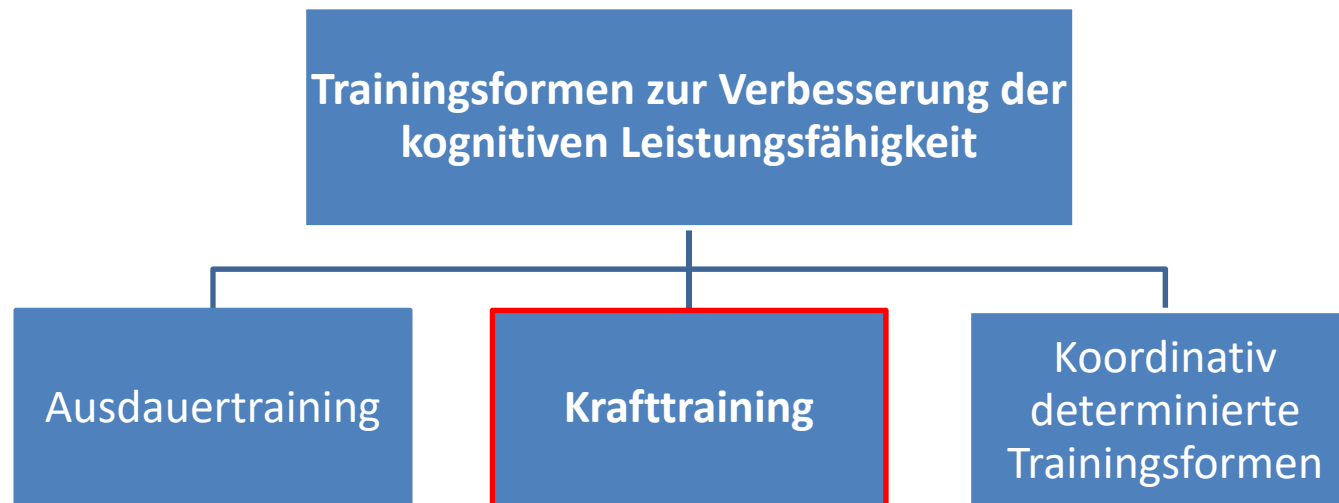 Trainingsformen zur Verbesserung der
kognitiven Leistungsfähigkeit
Ausdauertraining
Krafttraining
Koordinativ
determinierte
Trainingsformen